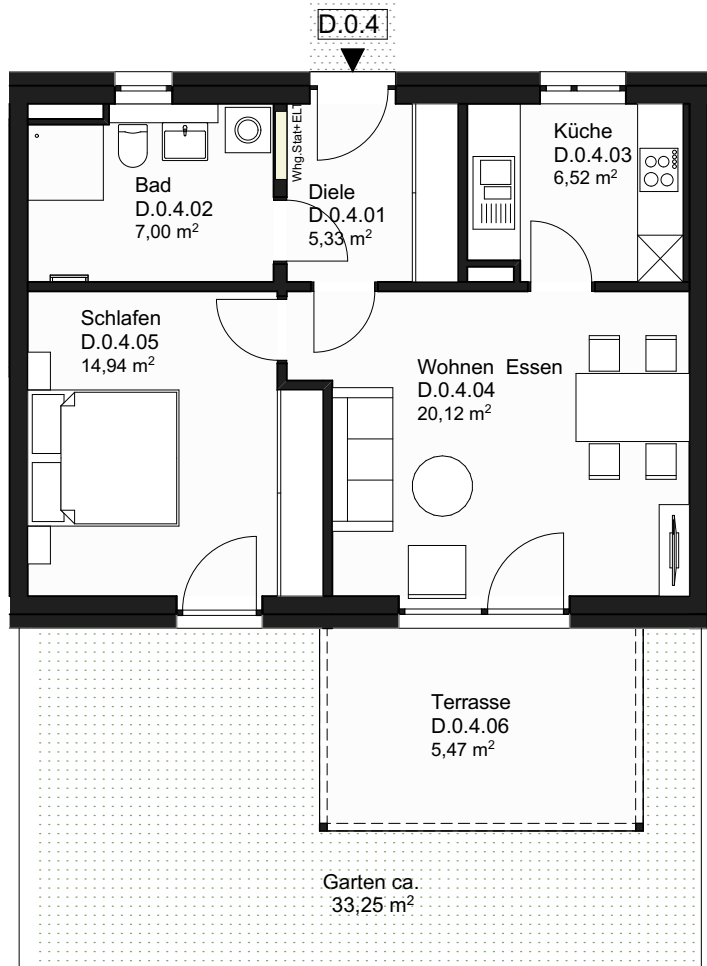 D.0.4
Whg.Stat+ELT
Küche
D.0.4.03
6,52 m²
Bad
D.0.4.02
7,00 m²
Diele
D.0.4.01
5,33 m²
Schlafen
D.0.4.05
14,94 m²
Wohnen Essen
D.0.4.04
20,12 m²
Terrasse
D.0.4.06
5,47 m²
Garten ca.
33,25 m²